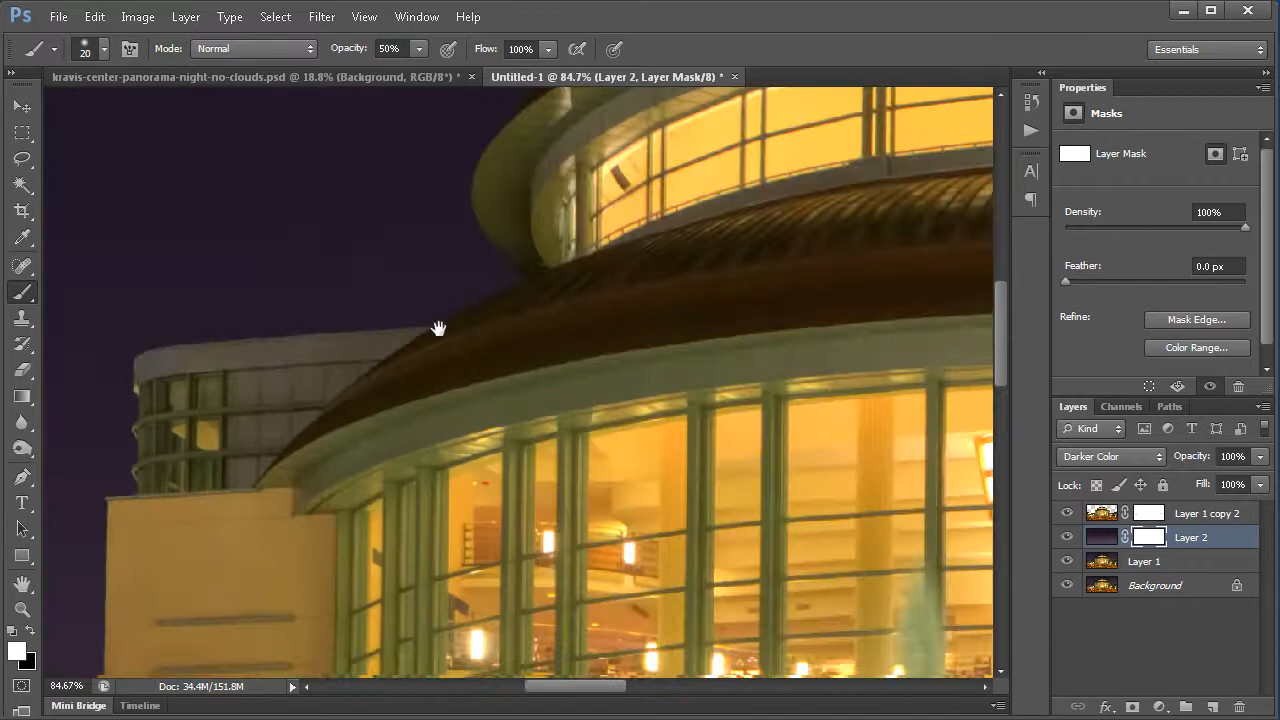 Ps File Edit Image Layer Type Select Filter View Window Help
20 Mode: Normal Opacity: 50% Flow: 100% Essentials
kravis-center-panorama-night-no-clouds.psd @ 18.8% (Background, RGB/8*) * × Untitled-1 @ 84.7% (Layer 2, Layer Mask/8) * ×
Properties
Masks
Layer Mask
Density: 100%
Feather: 0.0 px
Refine: Mask Edge...
Color Range...
Layers Channels Paths
Kind
Darker Color Opacity: 100%
Lock: Fill: 100%
Layer 1 copy 2
Layer 2
Layer 1
Background
84.67% Doc: 34.4M/151.8M
Mini Bridge Timeline